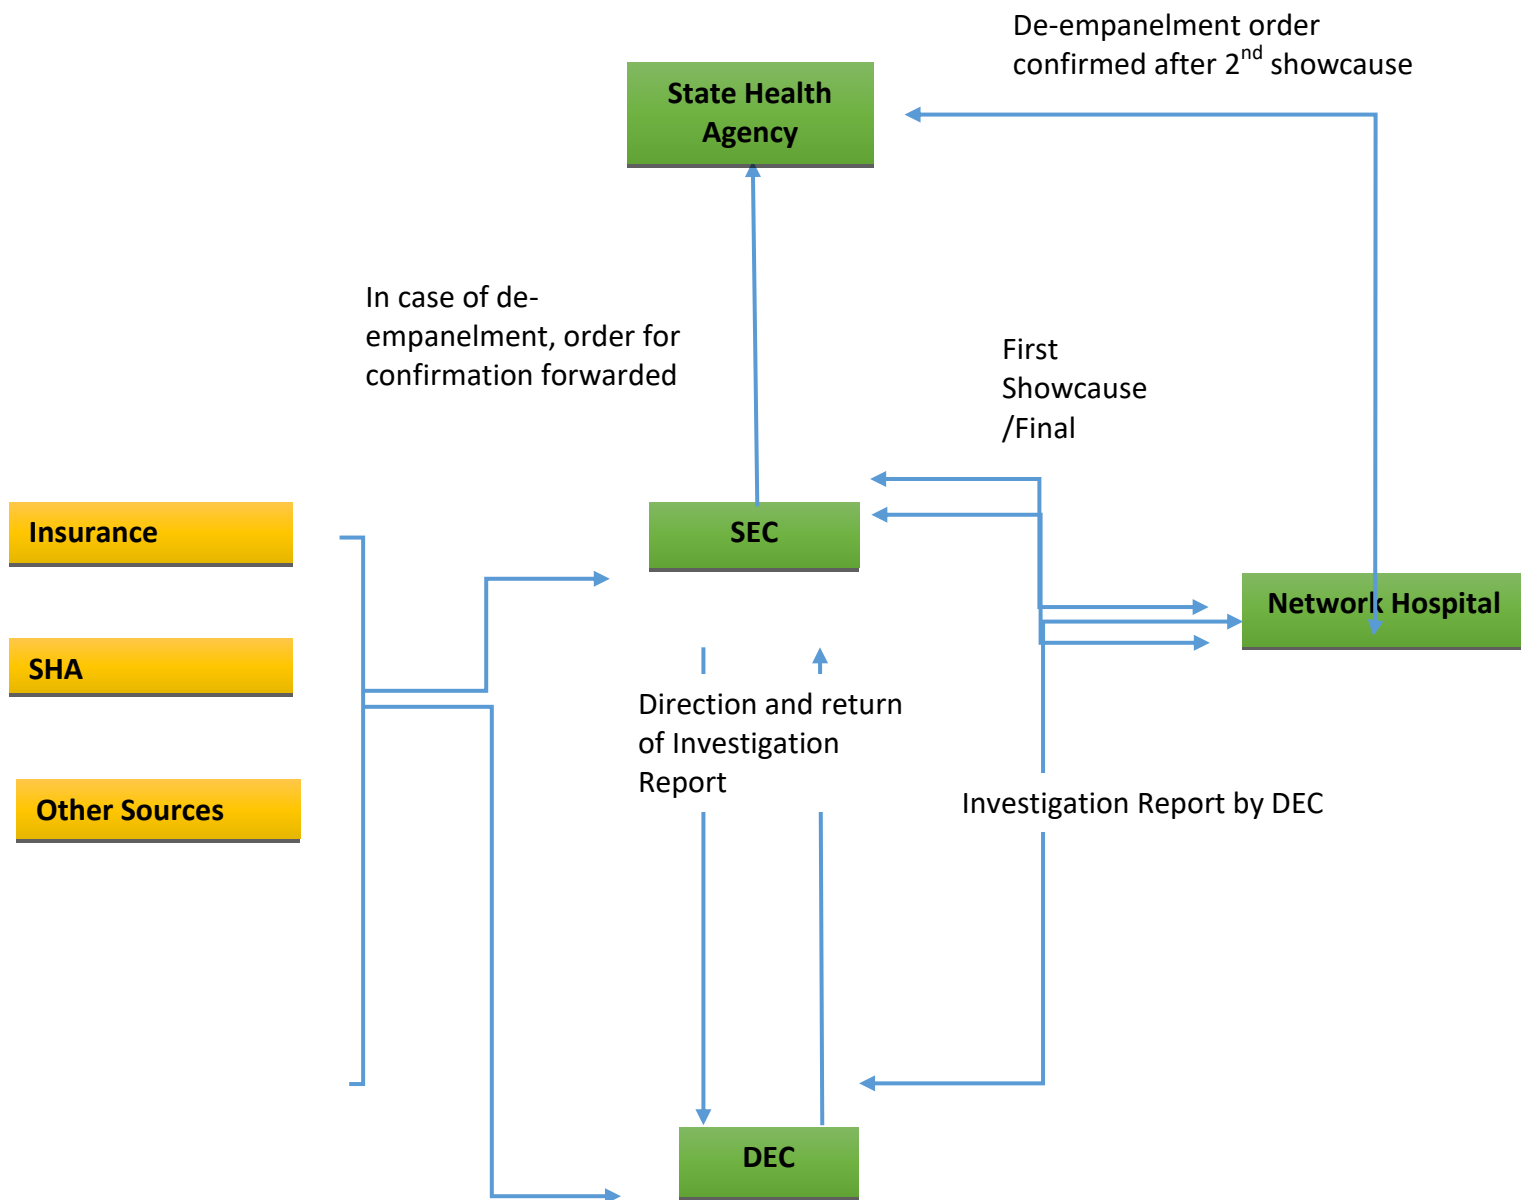 De-empanelment order
confirmed after 2nd showcause
State Health
Agency
In case of de-
empanelment, order for
confirmation forwarded
First
Showcause
/Final
Insurance
SEC
Network Hospital
SHA
Direction and return
of Investigation
Report
Other Sources
Investigation Report by DEC
DEC